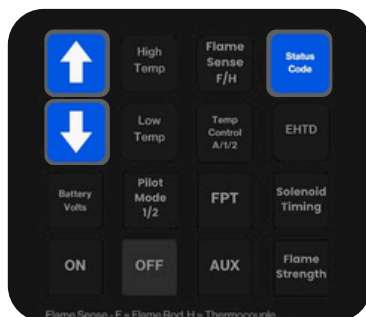 High
Temp
Flame
Sense
F/H
Status
Code
Low
Temp
Temp
Control
A/1/2
EHTD
Battery
Volts
Pilot
Mode
1/2
FPT
Solenoid
Timing
ON
OFF
AUX
Flame
Strength
Flame Sense - F = Flame Rod H = Thermocouple